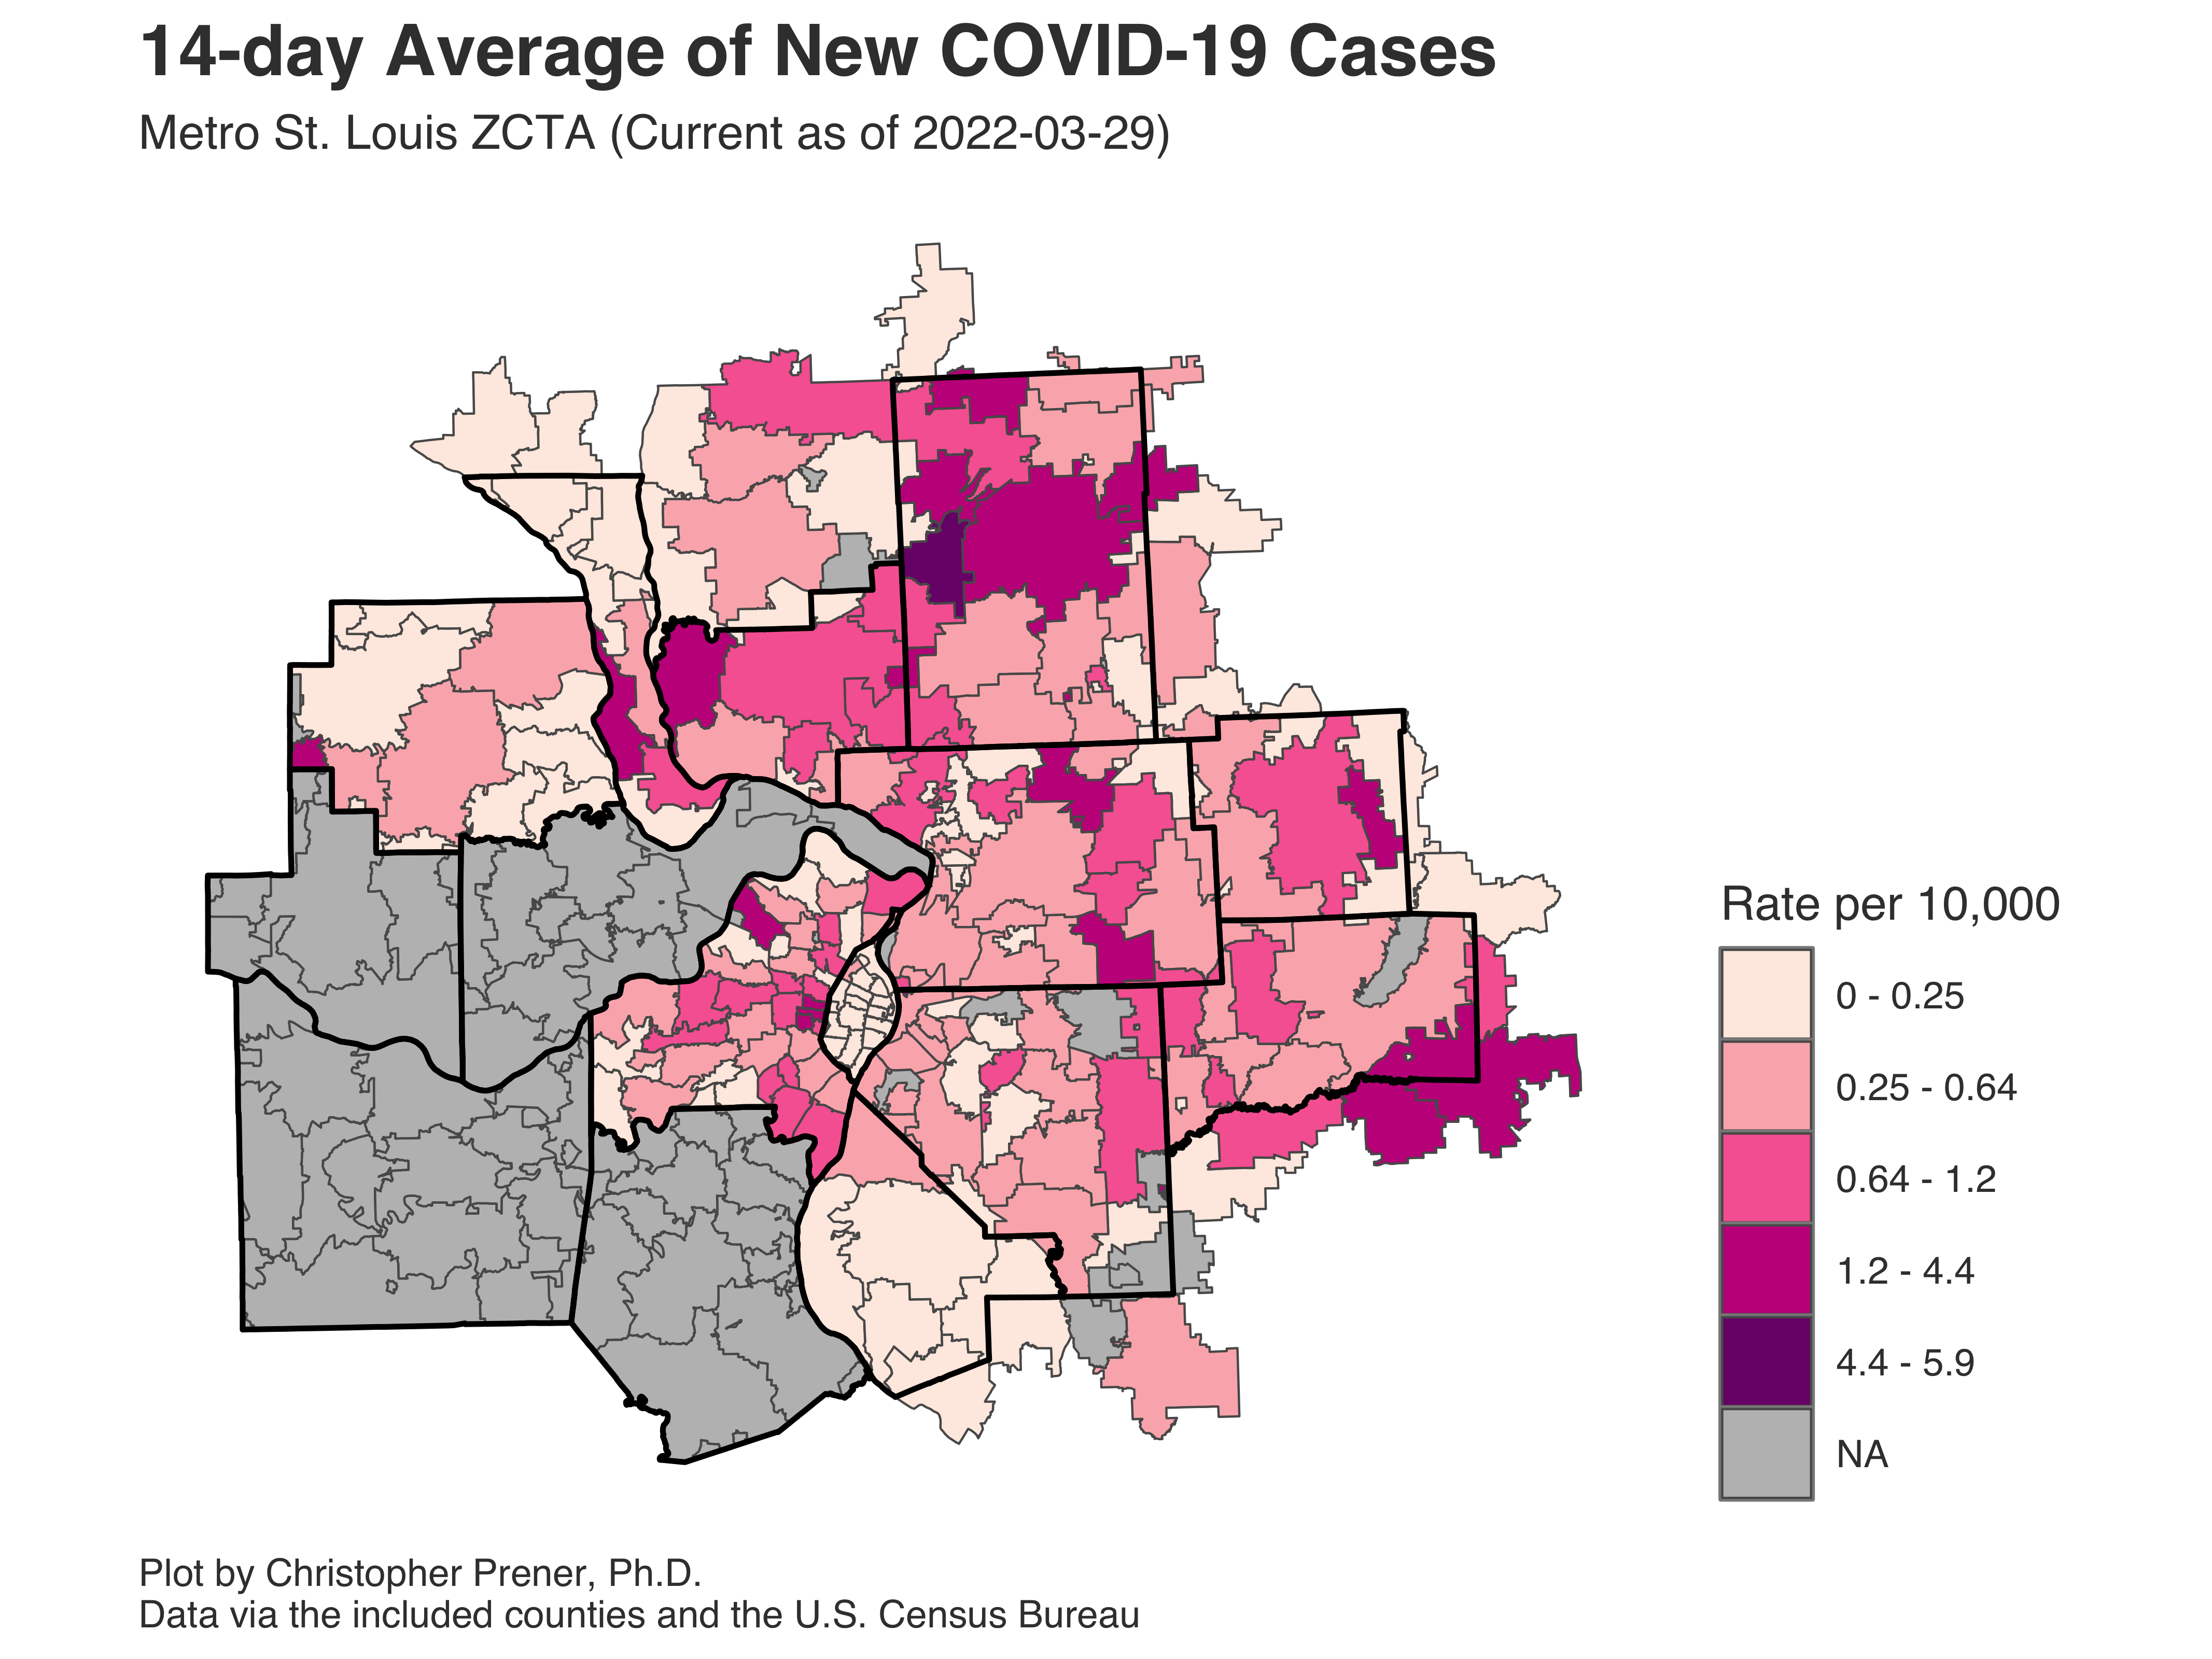 14-day Average of New COVID-19 Cases
Metro St. Louis ZCTA (Current as of 2022-03-29)
Rate per 10,000
0 - 0.25
0.25 - 0.64
0.64 - 1.2
1.2 - 4.4
4.4 - 5.9
NA
Plot by Christopher Prener, Ph.D.
Data via the included counties and the U.S. Census Bureau